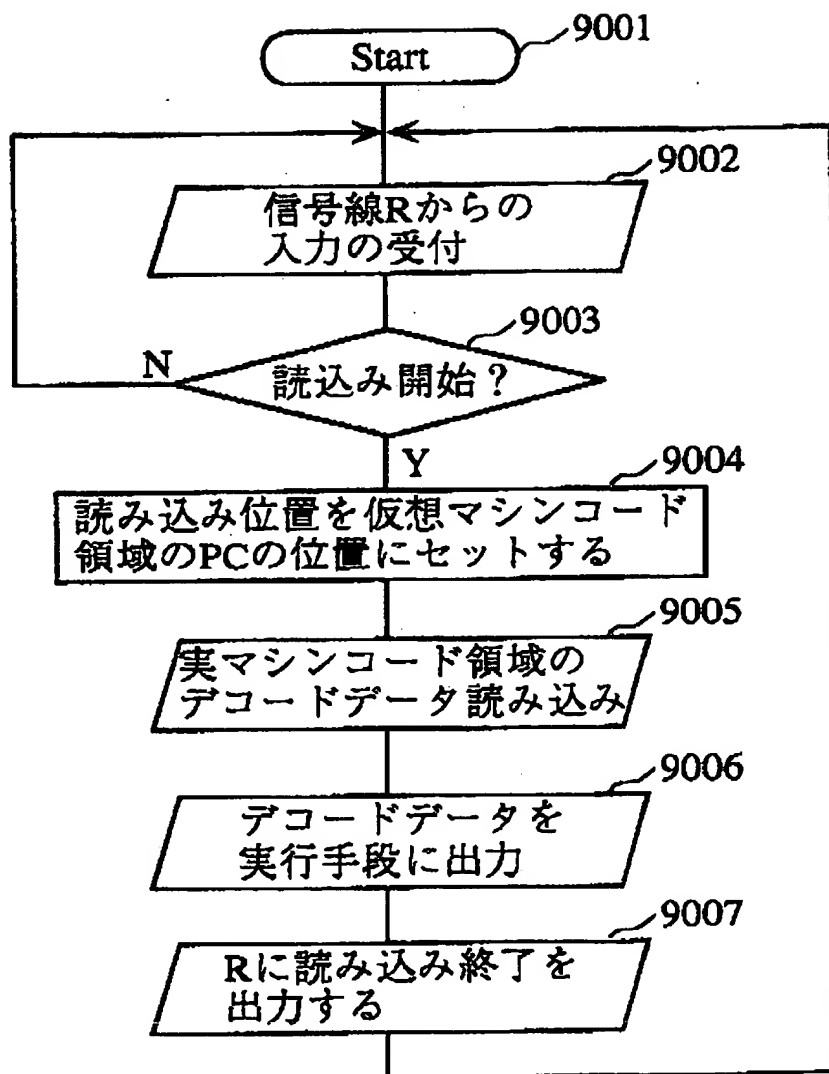 9001
Start
9002
信号線Rからの
入力の受付
9003
N
読込み開始？
Y
9004
読み込み位置を仮想マシンコード
領域のPCの位置にセットする
9005
実マシンコード領域の
デコードデータ読み込み
9006
デコードデータを
実行手段に出力
9007
Rに読み込み終了を
出力する